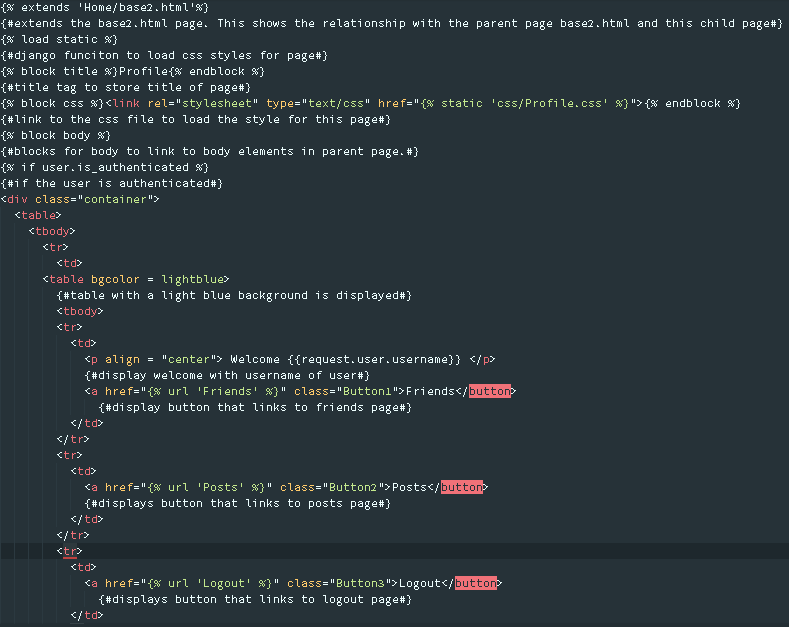 {% extends 'Home/base2.html'%}
{#extends the base2.html page. This shows the relationship with the parent page base2.html and this child page#}
{% load static %}
{#django funciton to load css styles for page#}
{% block title %}Profile{% endblock %}
{#title tag to store title of page#}
{% block css %}<link rel="stylesheet" type="text/css" href="{% static 'css/Profile.css' %}">{% endblock %}
{#link to the css file to load the style for this page#}
{% block body %}
{#blocks for body to link to body elements in parent page.#}
{% if user.is_authenticated %}
{#if the user is authenticated#}
<div class="container">
<table>
<tbody>
<tr>
<td>
<table bgcolor = lightblue>
{#table with a light blue background is displayed#}
<tbody>
<tr>
<td>
<p align = "center"> Welcome {{request.user.username}} </p>
{#display welcome with username of user#}
<a href="{% url 'Friends' %}" class="Button1">Friends</button>
{#display button that links to friends page#}
</td>
</tr>
<tr>
<td>
<a href="{% url 'Posts' %}" class="Button2">Posts</button>
{#displays button that links to posts page#}
</td>
</tr>
<tr>
<td>
<a href="{% url 'Logout' %}" class="Button3">Logout</button>
{#displays button that links to logout page#}
</td>